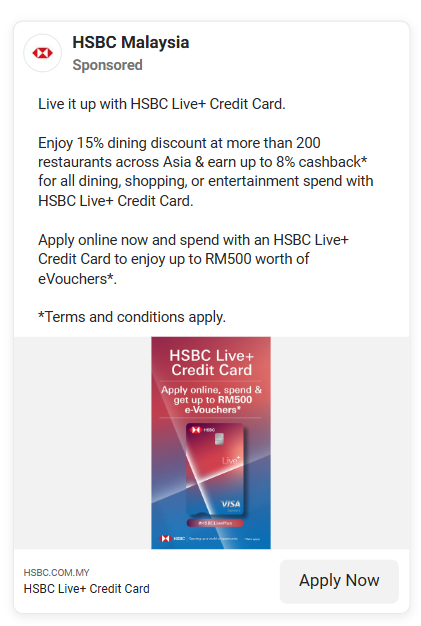 HSBC Malaysia
Sponsored
Live it up with HSBC Live+ Credit Card.
Enjoy 15% dining discount at more than 200
restaurants across Asia & earn up to 8% cashback*
for all dining, shopping, or entertainment spend with
HSBC Live+ Credit Card.
Apply online now and spend with an HSBC Live+
Credit Card to enjoy up to RM500 worth of
eVouchers*.
*Terms and conditions apply.
HSBC Live+
Credit Card
Apply online, spend &
get up to RM500
e-Vouchers*
HSBC
Live+
VISA
#HSBCLivePlus
HSBC
HSBC.COM.MY
HSBC Live+ Credit Card
Apply Now